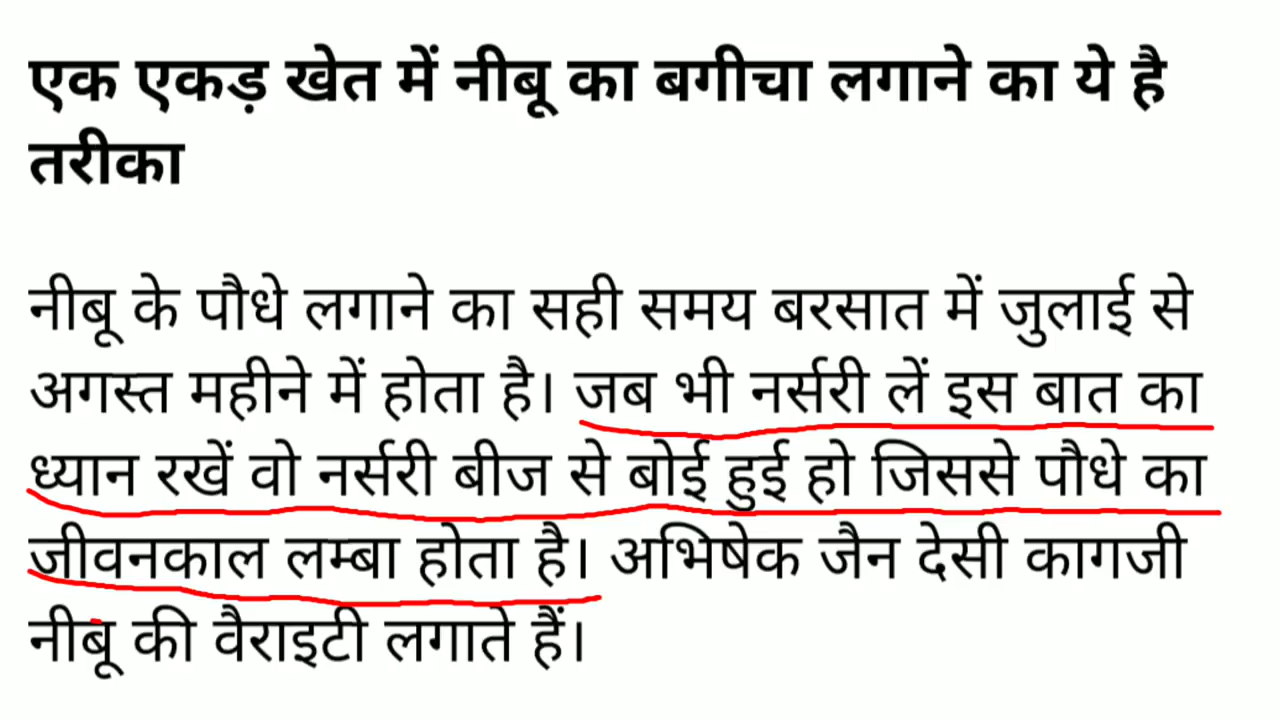 एक एकड़ खेत में नीबू का बगीचा लगाने का ये है
तरीका
नीबू के पौधे लगाने का सही समय बरसात में जुलाई से
अगस्त महीने में होता है। जब भी नर्सरी लें इस बात का
ध्यान रखें वो नर्सरी बीज से बोई हुई हो जिससे पौधे का
जीवनकाल लम्बा होता है। अभिषेक जैन देसी कागजी
नीबू की वैराइटी लगाते हैं।